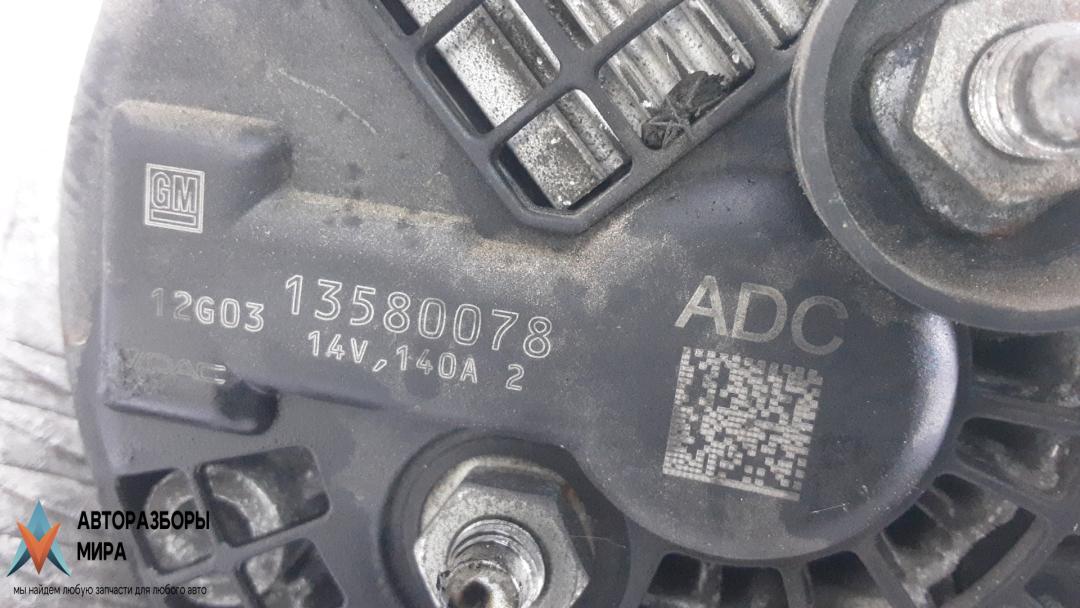 GM
12G03 13580078
14V, 140A 2
ADC
АВТОРАЗБОРЫ
МИРА
мы найдем любую запчасти для любого авто